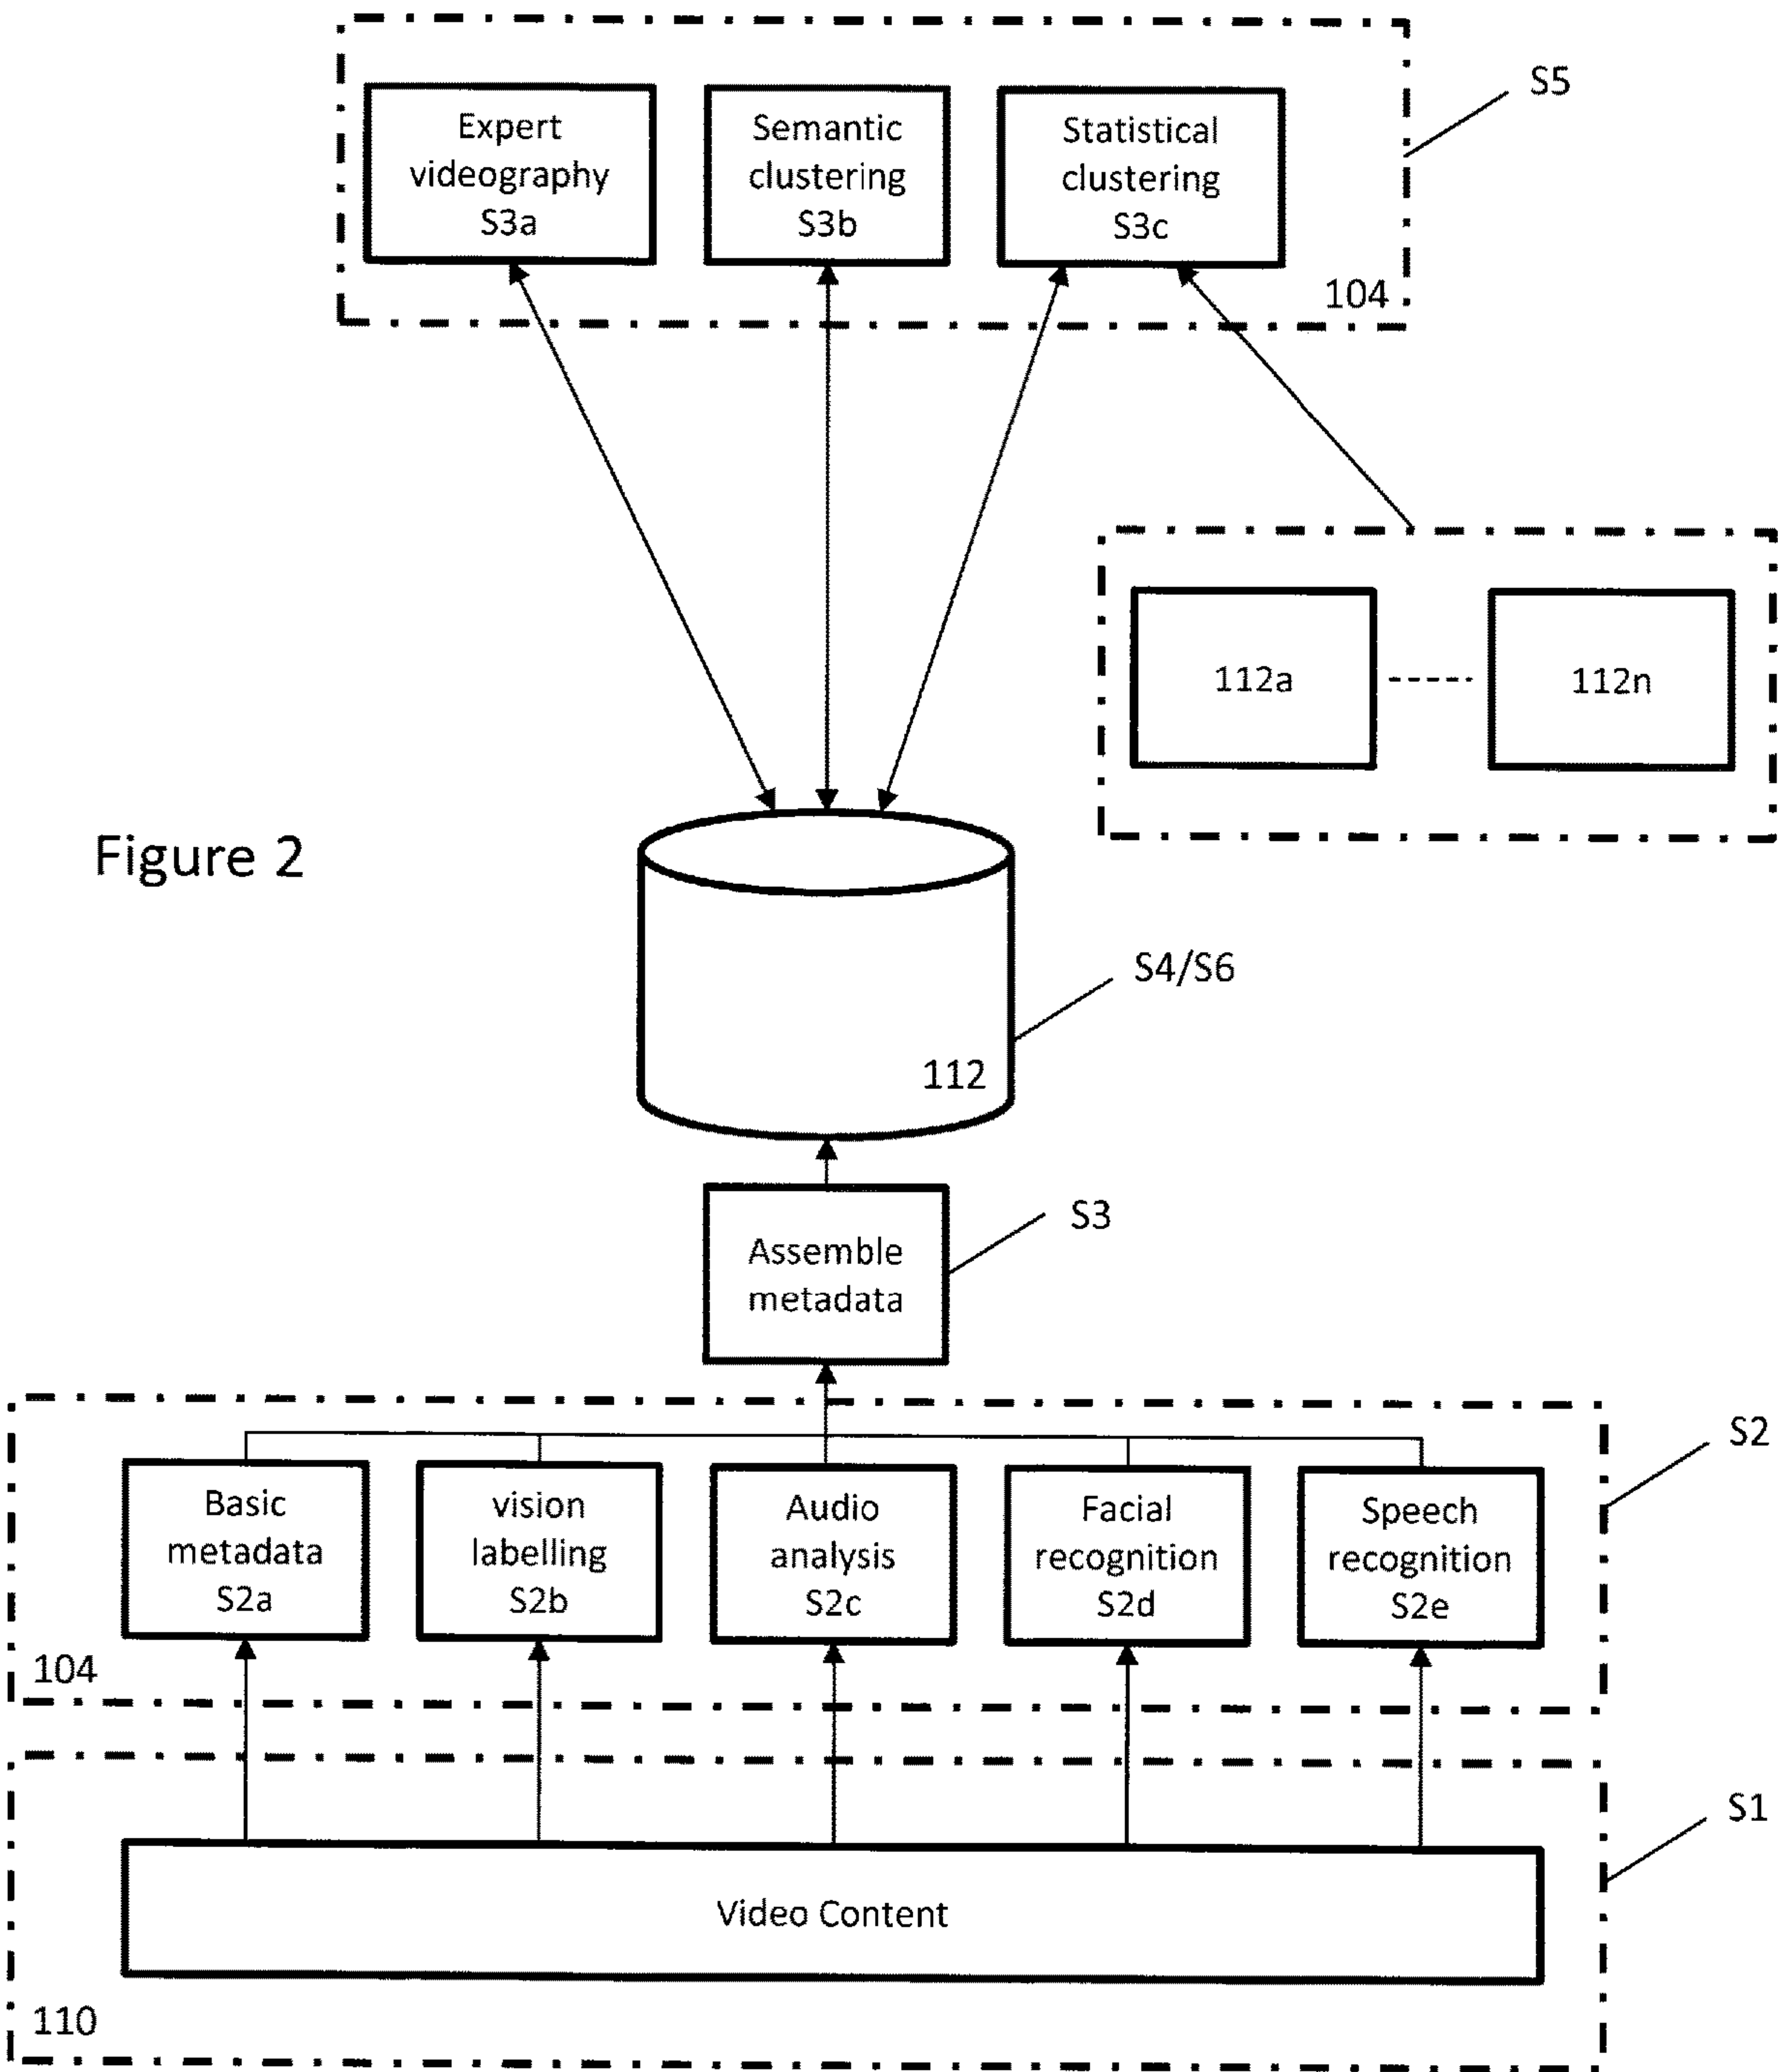 Expert
videography
S3a
Semantic
clustering
S3b
Statistical
clustering
S3c
104
S5
112a
112n
Figure 2
112
S4/S6
Assemble
metadata
S3
Basic
metadata
S2a
vision
labelling
S2b
Audio
analysis
S2c
Facial
recognition
S2d
Speech
recognition
S2e
104
S2
Video Content
110
S1